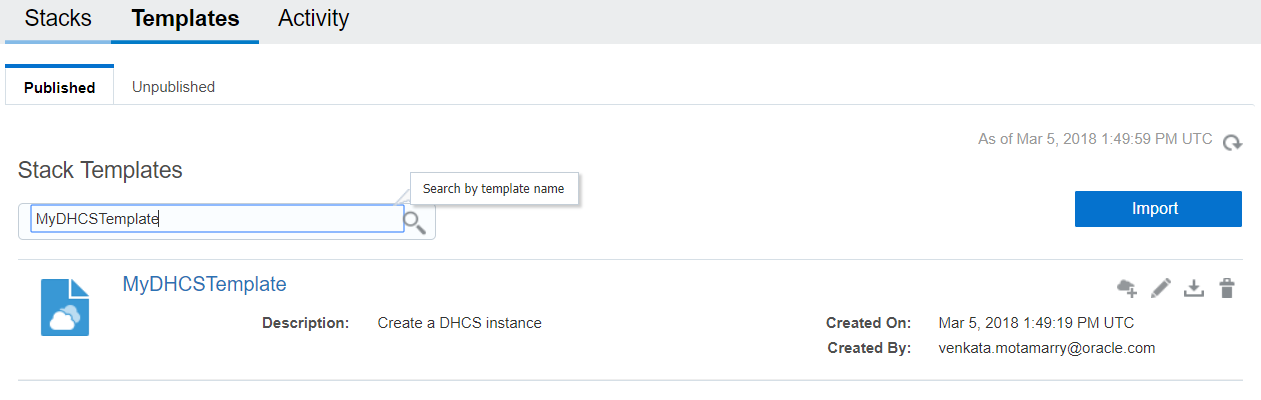 Stacks Templates Activity
Published Unpublished
As of Mar 5, 2018 1:49:59 PM UTC
Stack Templates
Search by template name
MyDHCSTemplate
Import
MyDHCSTemplate
Description: Create a DHCS instance Created On: Mar 5, 2018 1:49:19 PM UTC
Created By: venkata.motamarry@oracle.com